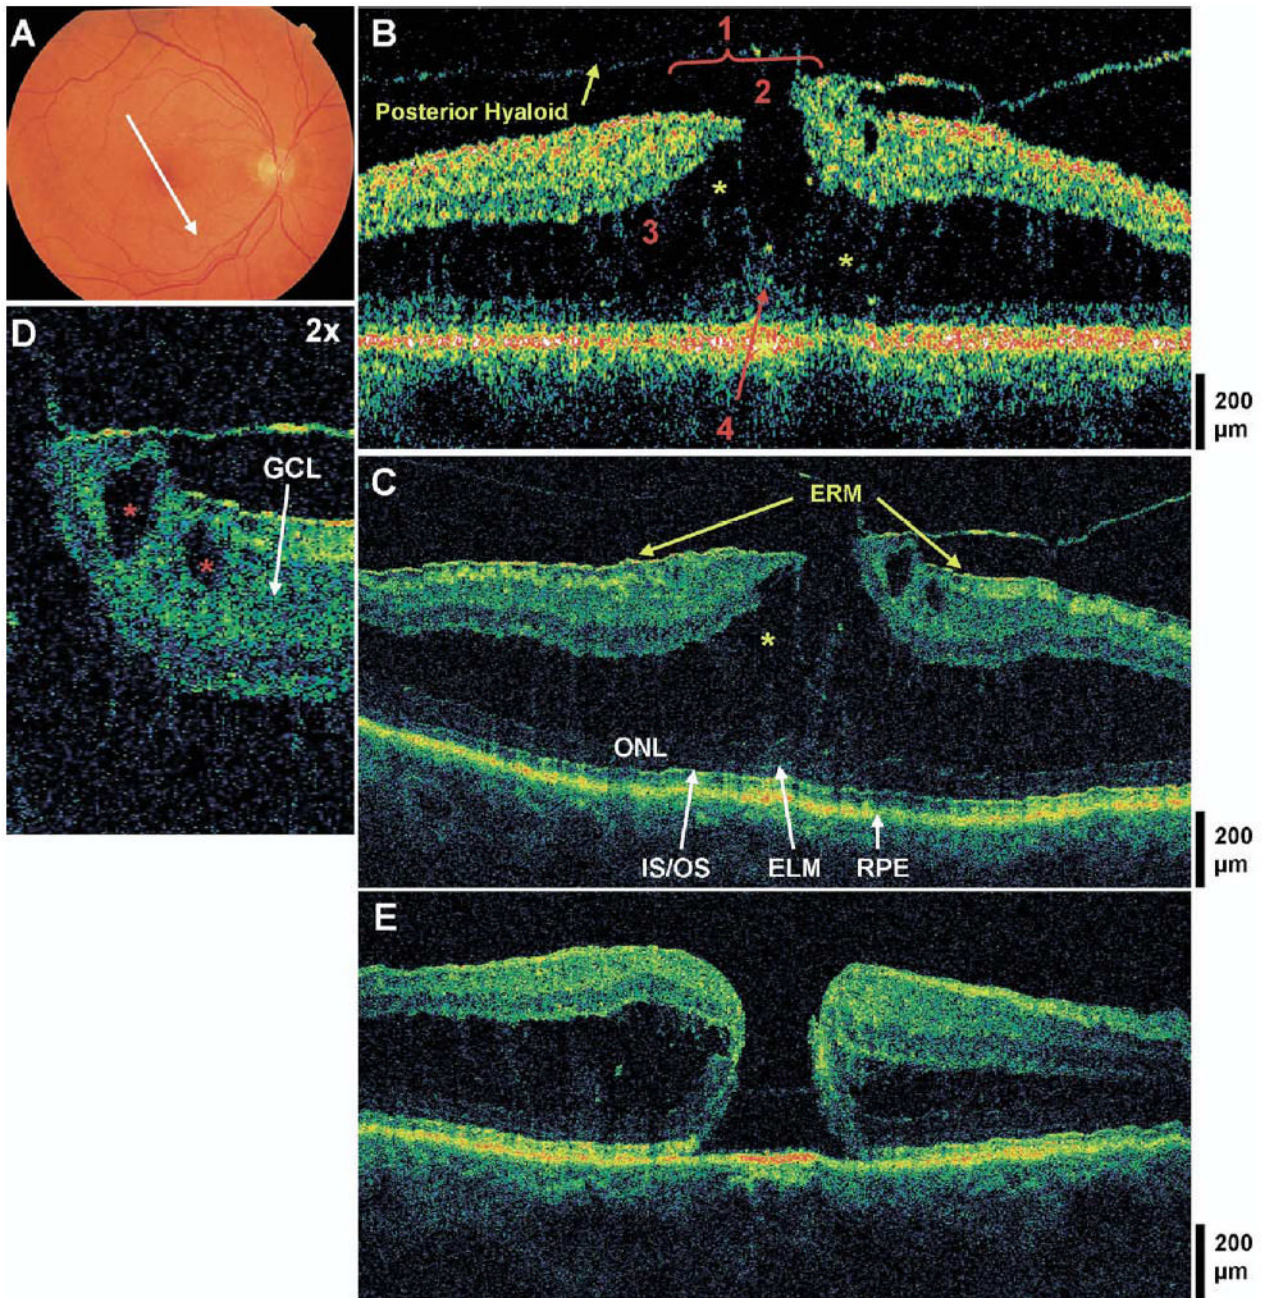 A
B
1
2
Posterior Hyaloid
*
3
*
4
200
µm
D
2x
GCL
*
*
C
ERM
*
ONL
IS/OS
ELM
RPE
200
µm
E
200
µm